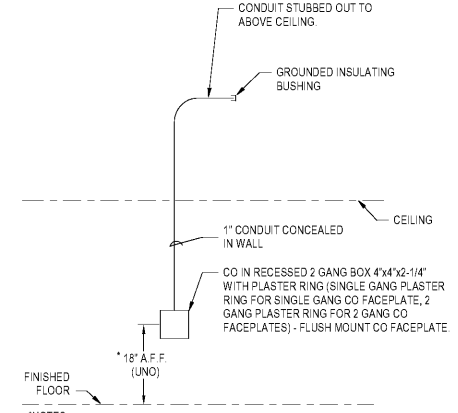 CONDUIT STUBBED OUT TO
ABOVE CEILING.
GROUNDED INSULATING
BUSHING
CEILING
1" CONDUIT CONCEALED
IN WALL
CO IN RECESSED 2 GANG BOX 4"x4"x2-1/4"
WITH PLASTER RING (SINGLE GANG PLASTER
RING FOR SINGLE GANG CO FACEPLATE, 2
GANG PLASTER RING FOR 2 GANG CO
FACEPLATES) - FLUSH MOUNT CO FACEPLATE.
* 18" A.F.F.
(UNO)
FINISHED
FLOOR